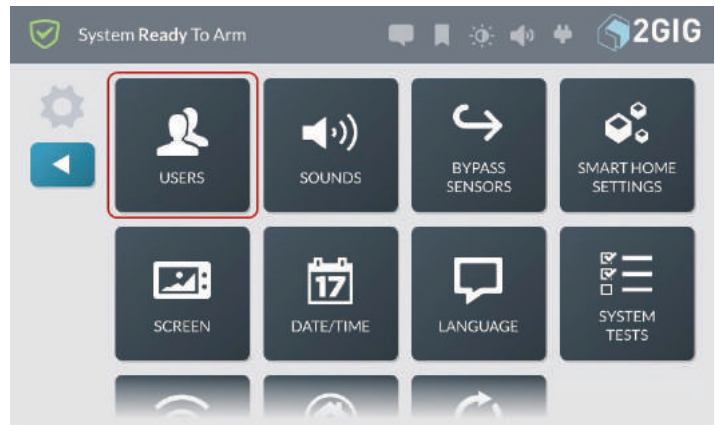 System Ready To Arm
2GIG
USERS
SOUNDS
BYPASS
SENSORS
SMART HOME
SETTINGS
SCREEN
17
DATE/TIME
LANGUAGE
SYSTEM
TESTS